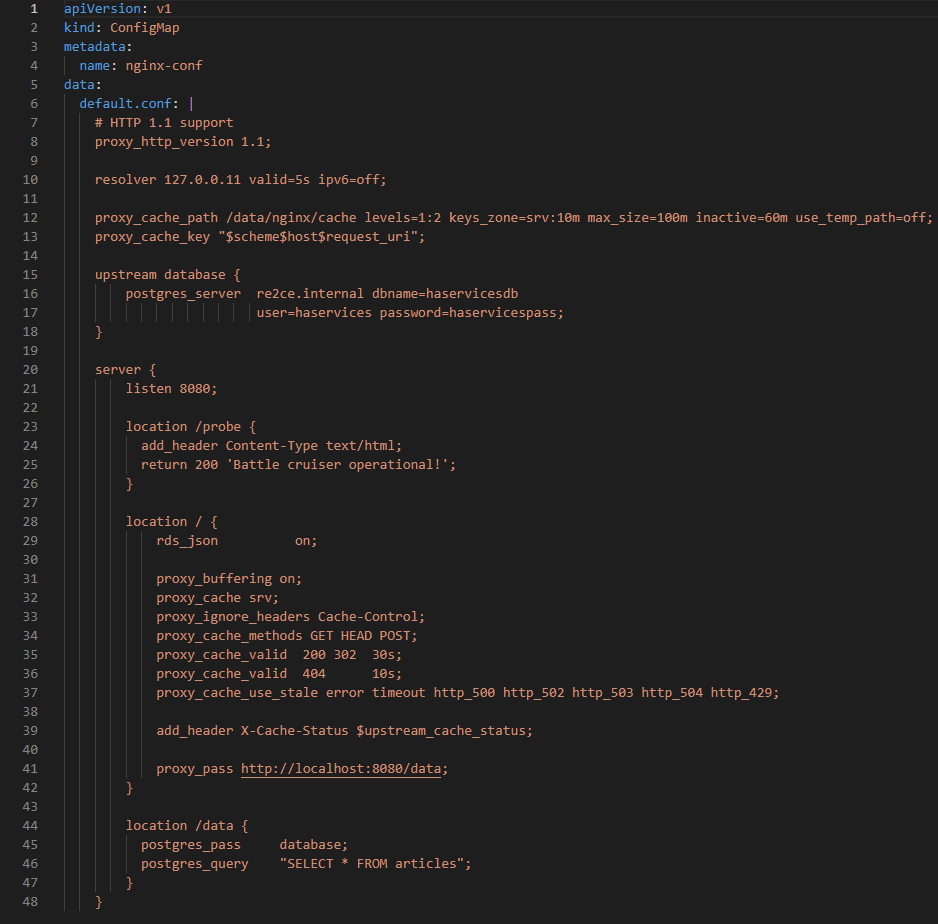 1 apiVersion: v1
2 kind: ConfigMap
3 metadata:
4   name: nginx-conf
5 data:
6   default.conf: |
7     # HTTP 1.1 support
8     proxy_http_version 1.1;
9
10     resolver 127.0.0.11 valid=5s ipv6=off;
11
12     proxy_cache_path /data/nginx/cache levels=1:2 keys_zone=srv:10m max_size=100m inactive=60m use_temp_path=off;
13     proxy_cache_key "$scheme$host$request_uri";
14
15     upstream database {
16         postgres_server  re2ce.internal dbname=haservicesdb
17                          user=haservices password=haservicespass;
18     }
19
20     server {
21         listen 8080;
22
23         location /probe {
24           add_header Content-Type text/html;
25           return 200 'Battle cruiser operational!';
26         }
27
28         location / {
29             rds_json          on;
30
31             proxy_buffering on;
32             proxy_cache srv;
33             proxy_ignore_headers Cache-Control;
34             proxy_cache_methods GET HEAD POST;
35             proxy_cache_valid  200 302  30s;
36             proxy_cache_valid  404      10s;
37             proxy_cache_use_stale error timeout http_500 http_502 http_503 http_504 http_429;
38
39             add_header X-Cache-Status $upstream_cache_status;
40
41             proxy_pass http://localhost:8080/data;
42         }
43
44         location /data {
45           postgres_pass     database;
46           postgres_query    "SELECT * FROM articles";
47         }
48     }